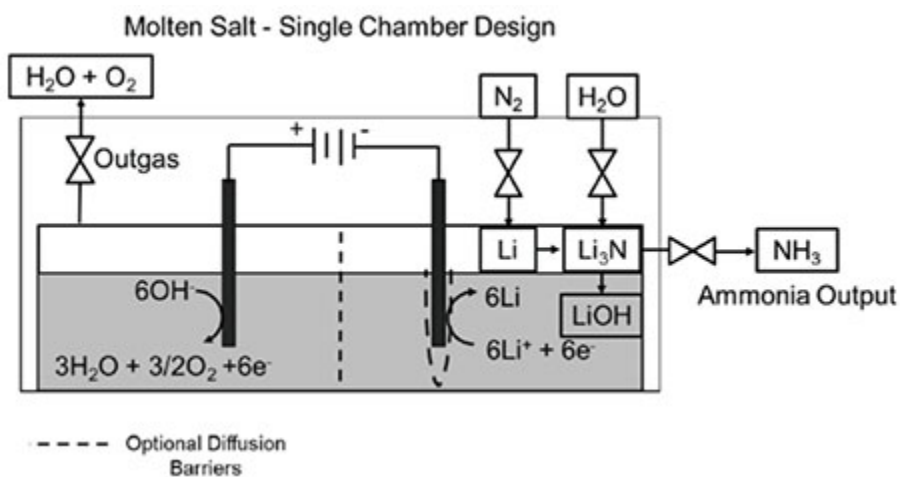 Molten Salt - Single Chamber Design
H₂O + O₂
N₂
H₂O
+
-
Outgas
Li
Li₃N
NH₃
Ammonia Output
LiOH
6OH⁻
6Li
6Li⁺ + 6e⁻
3H₂O + 3/2O₂ +6e⁻
Optional Diffusion
Barriers